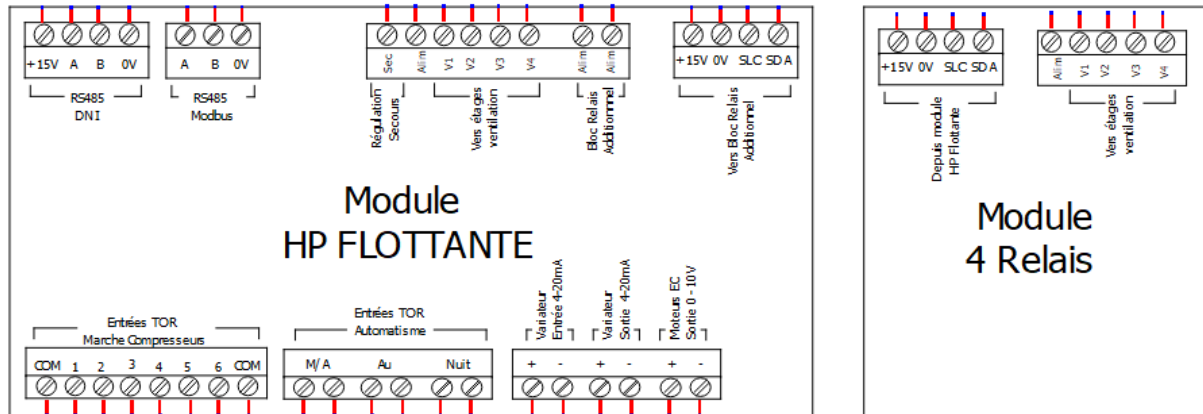 +15V A B 0V
RS485
DNI
A B 0V
RS485
Modbus
Sec Alim V1 V2 V3 V4 Alim Alim
Régulation
Secours
Vers étages
ventilation
Bloc Relais
Additionnel
+15V 0V SLC SDA
Vers Bloc Relais
Additionnel
Module
HP FLOTTANTE
Entrées TOR
Marche Compresseurs
COM 1 2 3 4 5 6 COM
Entrées TOR
Automatisme
M/A Au Nuit
Variateur
Entrée 4-20mA
Variateur
Sortie 4-20mA
Moteurs EC
Sortie 0-10V
+ - + - + -
+15V 0V SLC SDA
Depuis module
HP Flottante
Alim V1 V2 V3 V4
Vers étages
ventilation
Module
4 Relais